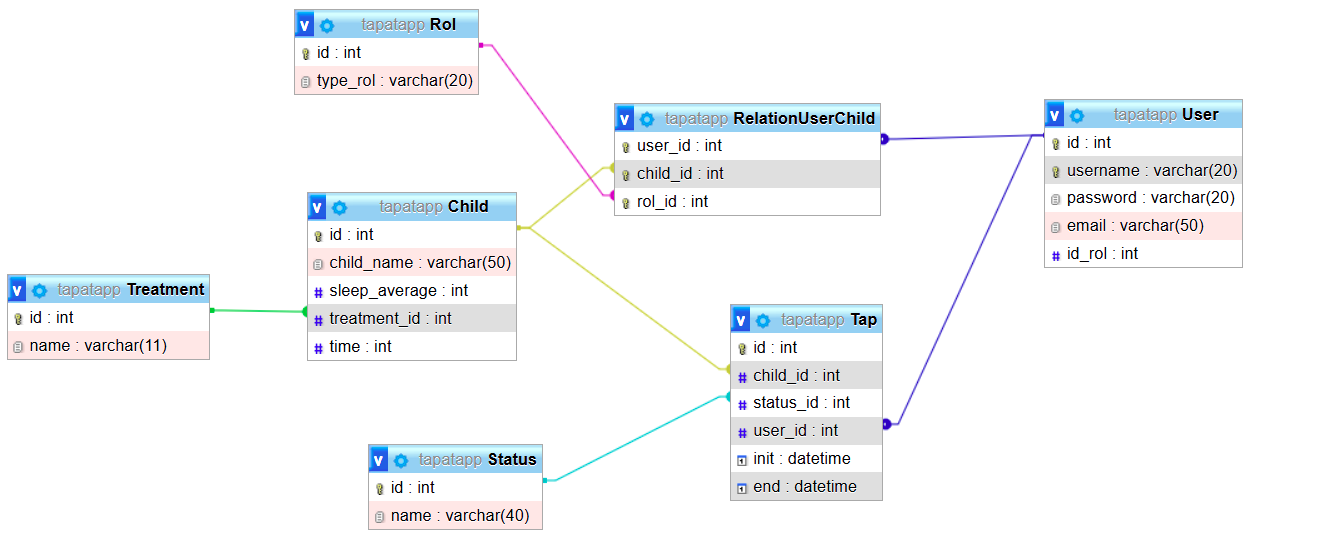 v tapatapp Rol
id : int
type_rol : varchar(20)
v tapatapp RelationUserChild
user_id : int
child_id : int
rol_id : int
v tapatapp User
id : int
username : varchar(20)
password : varchar(20)
email : varchar(50)
# id_rol : int
v tapatapp Child
id : int
child_name : varchar(50)
# sleep_average : int
# treatment_id : int
# time : int
v tapatapp Treatment
id : int
name : varchar(11)
v tapatapp Tap
id : int
# child_id : int
# status_id : int
# user_id : int
init : datetime
end : datetime
v tapatapp Status
id : int
name : varchar(40)